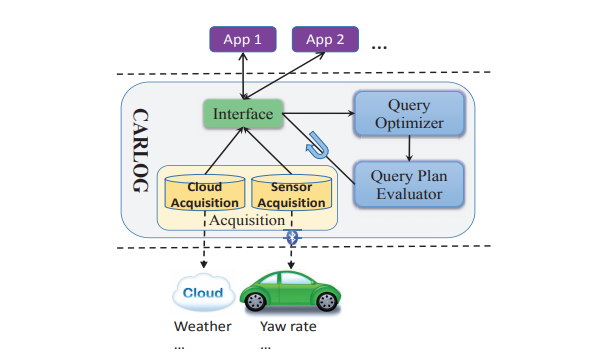 App 1
App 2
...
CARLOG
Interface
Query
Optimizer
Query Plan
Evaluator
Cloud
Acquisition
Sensor
Acquisition
Acquisition
Cloud
Weather
...
Yaw rate
...